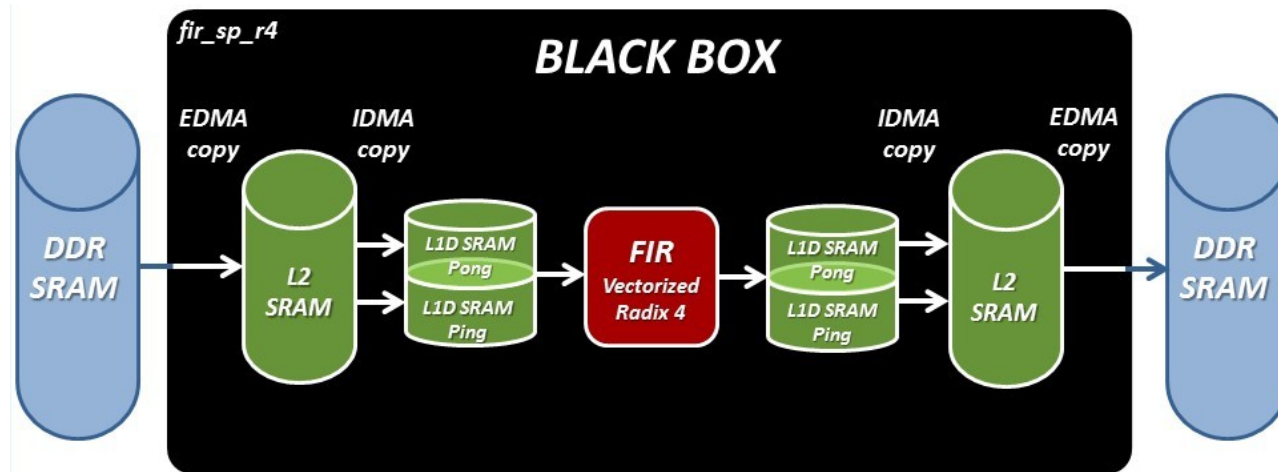 fir_sp_r4
BLACK BOX
DDR
SRAM
EDMA
copy
L2
SRAM
IDMA
copy
L1D SRAM
Pong
L1D SRAM
Ping
FIR
Vectorized
Radix 4
L1D SRAM
Pong
L1D SRAM
Ping
IDMA
copy
L2
SRAM
EDMA
copy
DDR
SRAM